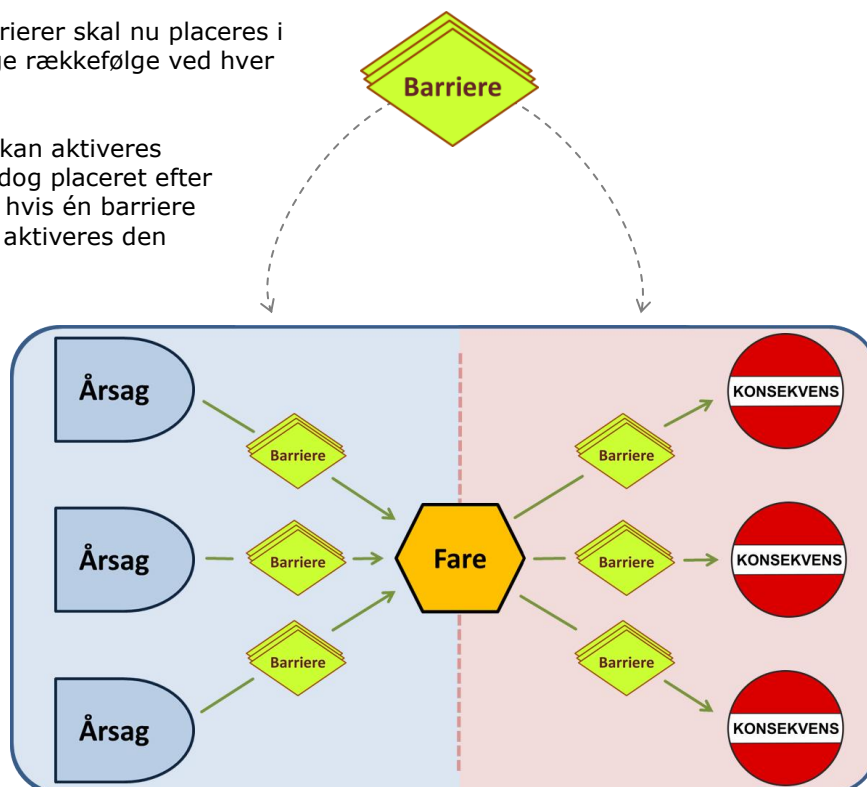 rierer skal nu placeres i
ge rækkefølge ved hver
kan aktiveres
dog placeret efter
hvis én barriere
aktiveres den
Barriere
Årsag
Barriere
Barriere
KONSEKVENS
Årsag
Barriere
Fare
Barriere
KONSEKVENS
Årsag
Barriere
Barriere
KONSEKVENS